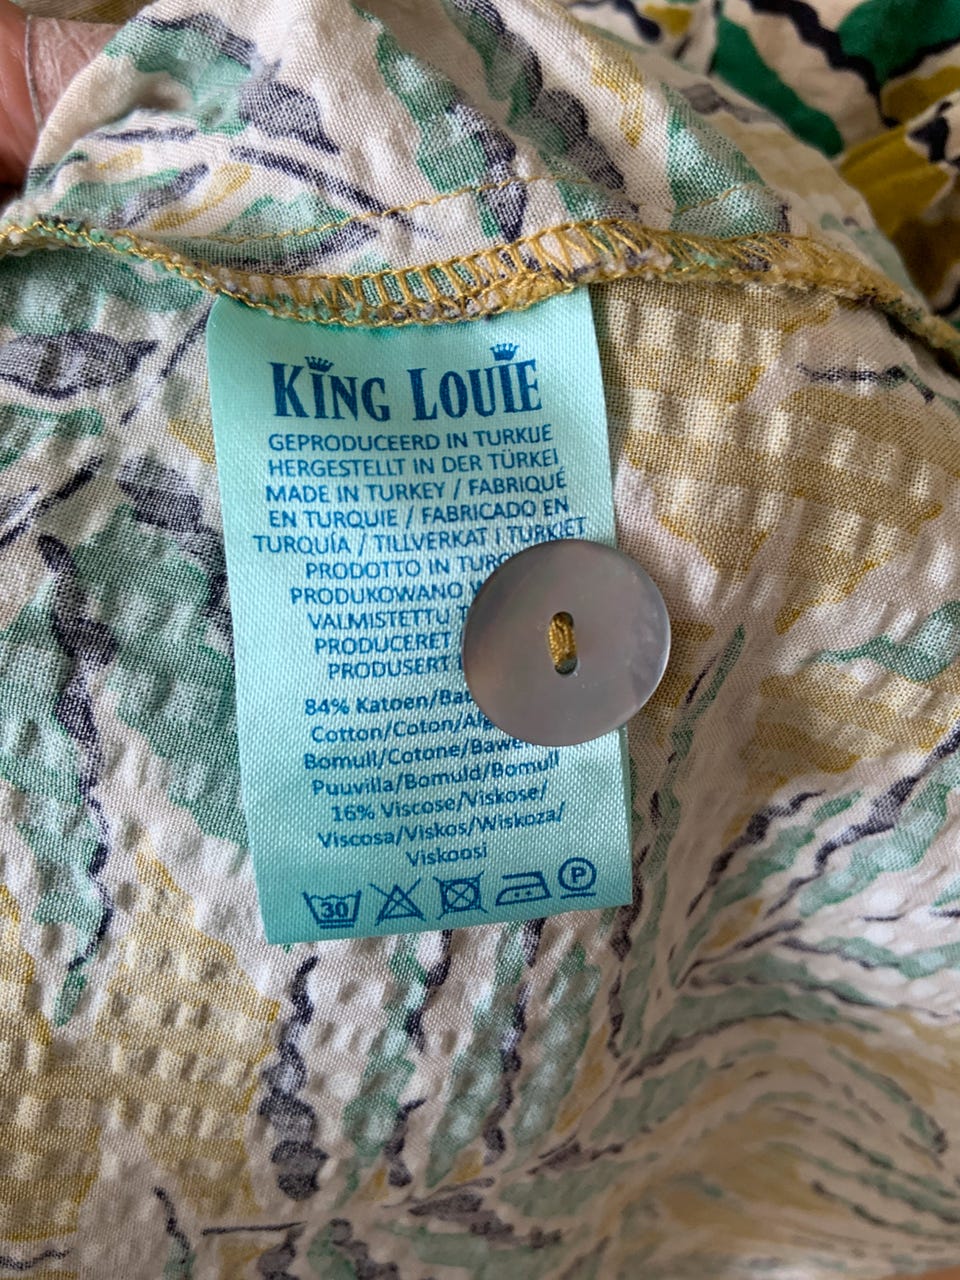 KING LOUIE
GEPRODUCEERD IN TURKIJE
HERGESTELLT IN DER TÜRKEI
MADE IN TURKEY / FABRIQUÉ
EN TURQUIE / FABRICADO EN
TURQUÍA / TILLVERKAT I TURKIET
PRODOTTO IN
PRODUKOWANO
VALMISTETTU
PRODUCERET
PRODUSERT
84% Katoen/
Cotton/Coton/
Bomull/Cotone/
Puuvilla/Bomuld/Bomull
16% Viscose/Viskose/
Viscosa/Viskos/Wiskoza/
Viskoosi
30 P